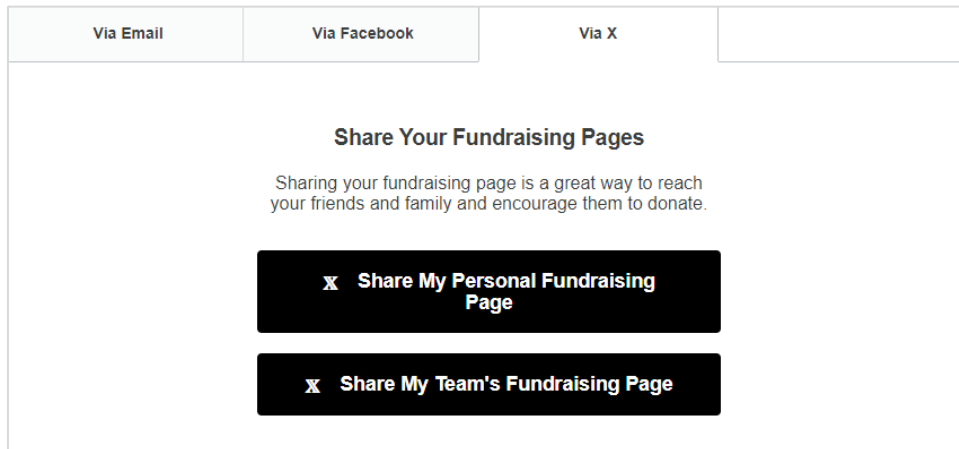 Via Email Via Facebook Via X
Share Your Fundraising Pages
Sharing your fundraising page is a great way to reach
your friends and family and encourage them to donate.
X Share My Personal Fundraising
Page
X Share My Team's Fundraising Page